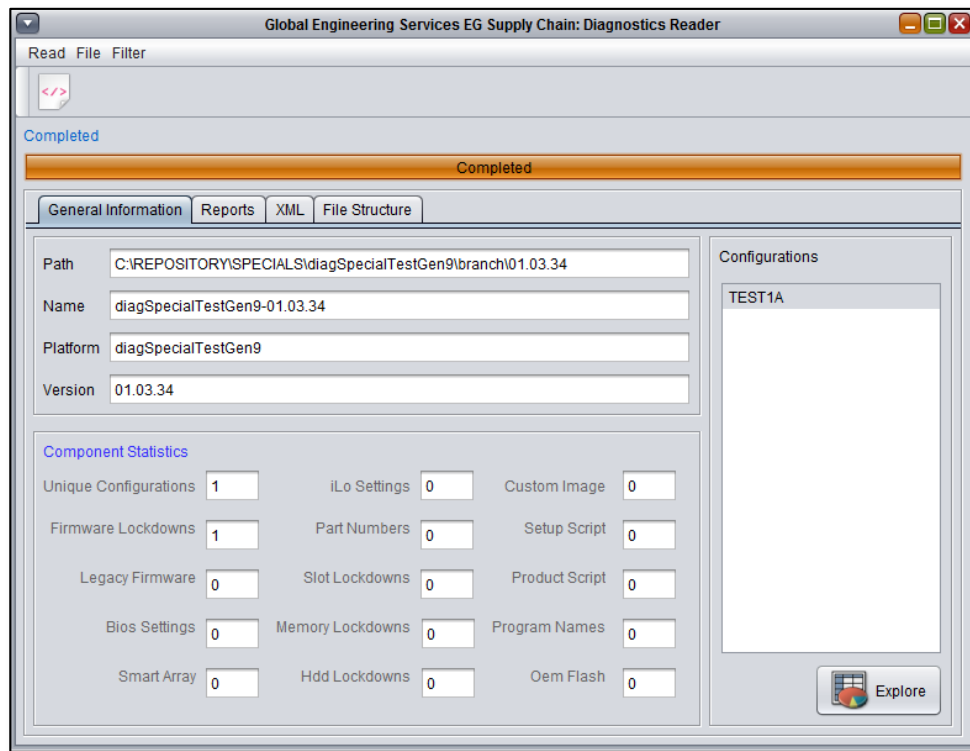 Global Engineering Services EG Supply Chain: Diagnostics Reader
Read File Filter
</>
Completed
Completed
General Information Reports XML File Structure
Path C:\REPOSITORY\SPECIALS\diagSpecialTestGen9\branch\01.03.34
Name diagSpecialTestGen9-01.03.34
Platform diagSpecialTestGen9
Version 01.03.34
Configurations
TEST1A
Component Statistics
Unique Configurations 1 iLo Settings 0 Custom Image 0
Firmware Lockdowns 1 Part Numbers 0 Setup Script 0
Legacy Firmware 0 Slot Lockdowns 0 Product Script 0
Bios Settings 0 Memory Lockdowns 0 Program Names 0
Smart Array 0 Hdd Lockdowns 0 Oem Flash 0
Explore